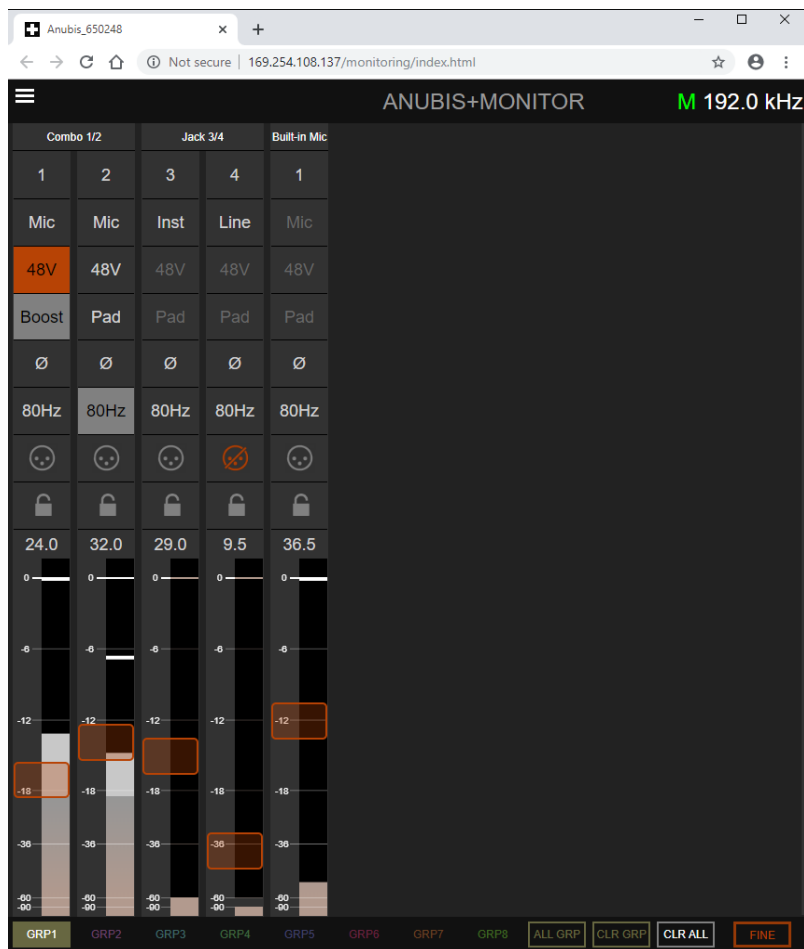 Anubis_650248
Not secure | 169.254.108.137/monitoring/index.html
ANUBIS+MONITOR M 192.0 kHz
Combo 1/2 Jack 3/4 Built-in Mic
1 2 3 4 1
Mic Mic Inst Line Mic
48V 48V 48V 48V 48V
Boost Pad Pad Pad Pad
Ø Ø Ø Ø Ø
80Hz 80Hz 80Hz 80Hz 80Hz
24.0 32.0 29.0 9.5 36.5
0 0 0 0 0
-6 -6 -6 -6 -6
-12 -12 -12 -12 -12
-18 -18 -18 -18 -18
-36 -36 -36 -36 -36
-60 -60 -60 -60 -60
-90 -90 -90 -90 -90
GRP1 GRP2 GRP3 GRP4 GRP5 GRP6 GRP7 GRP8 ALL GRP CLR GRP CLR ALL FINE